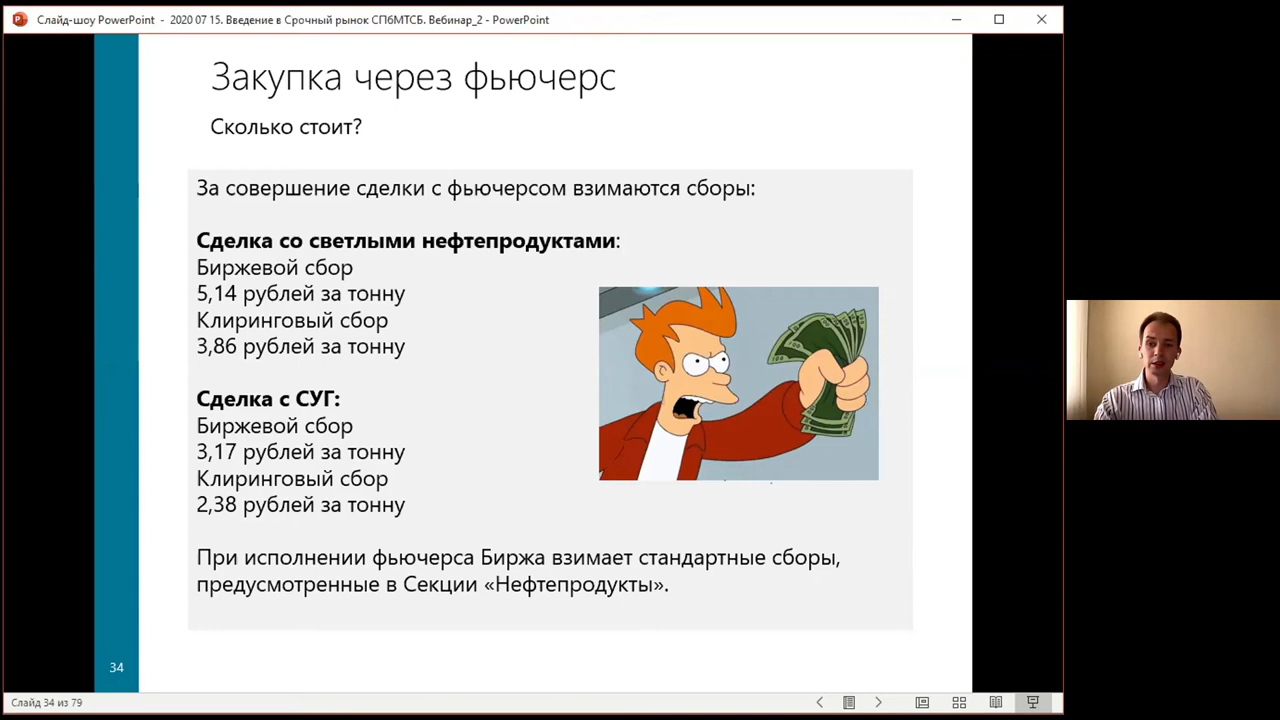 Слайд-шоу PowerPoint - 2020 07 15. Введение в Срочный рынок СПбМТСБ. Вебинар_2 - PowerPoint
Закупка через фьючерс
Сколько стоит?
За совершение сделки с фьючерсом взимаются сборы:
Сделка со светлыми нефтепродуктами:
Биржевой сбор
5,14 рублей за тонну
Клиринговый сбор
3,86 рублей за тонну
Сделка с СУГ:
Биржевой сбор
3,17 рублей за тонну
Клиринговый сбор
2,38 рублей за тонну
При исполнении фьючерса Биржа взимает стандартные сборы,
предусмотренные в Секции «Нефтепродукты».
34
Слайд 34 из 79